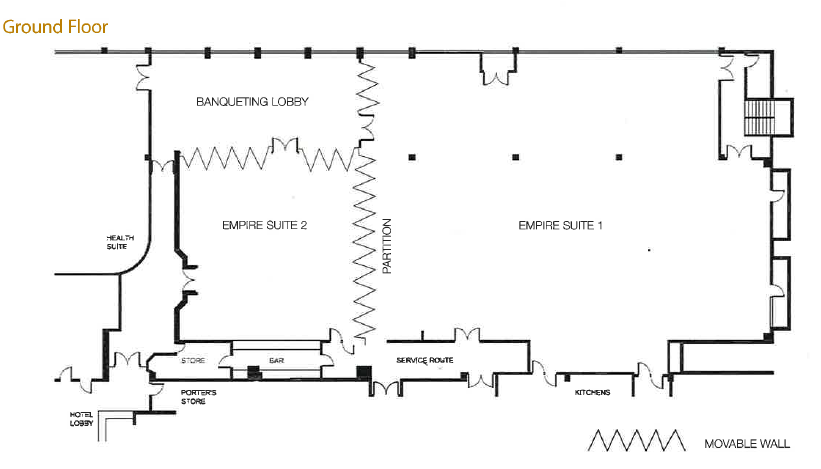 Ground Floor
BANQUETING LOBBY
EMPIRE SUITE 2
PARTITION
EMPIRE SUITE 1
HEALTH
SUITE
STORE
BAR
SERVICE ROUTE
PORTER'S
STORE
KITCHENS
HOTEL
LOBBY
MOVABLE WALL